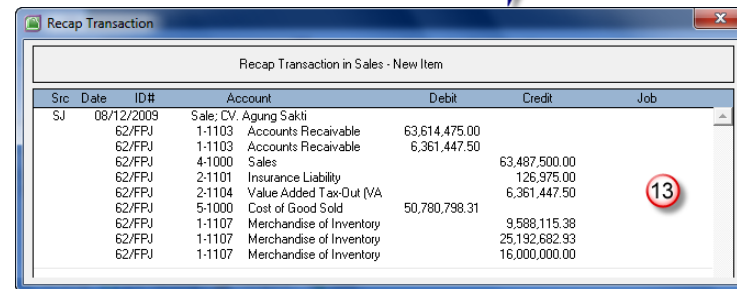 Recap Transaction
x
Recap Transaction in Sales - New Item
Src Date ID# Account Debit Credit Job
SJ 08/12/2009 Sale; CV. Agung Sakti
62/FPJ 1-1103 Accounts Recaivable 63,614,475.00
62/FPJ 1-1103 Accounts Recaivable 6,361,447.50
62/FPJ 4-1000 Sales 63,487,500.00
62/FPJ 2-1101 Insurance Liability 126,975.00
62/FPJ 2-1104 Value Added Tax-Out (VA 6,361,447.50
62/FPJ 5-1000 Cost of Good Sold 50,780,798.31
62/FPJ 1-1107 Merchandise of Inventory 9,588,115.38
62/FPJ 1-1107 Merchandise of Inventory 25,192,682.93
62/FPJ 1-1107 Merchandise of Inventory 16,000,000.00
13